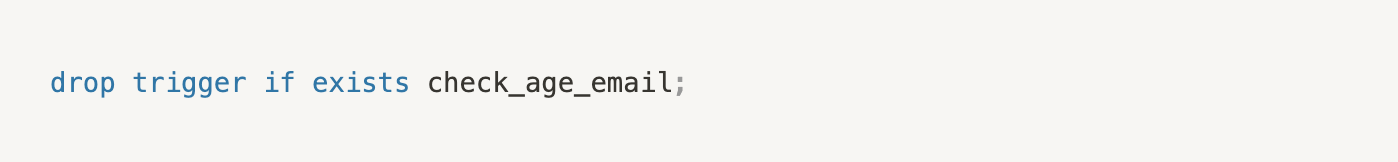 drop trigger if exists check_age_email;